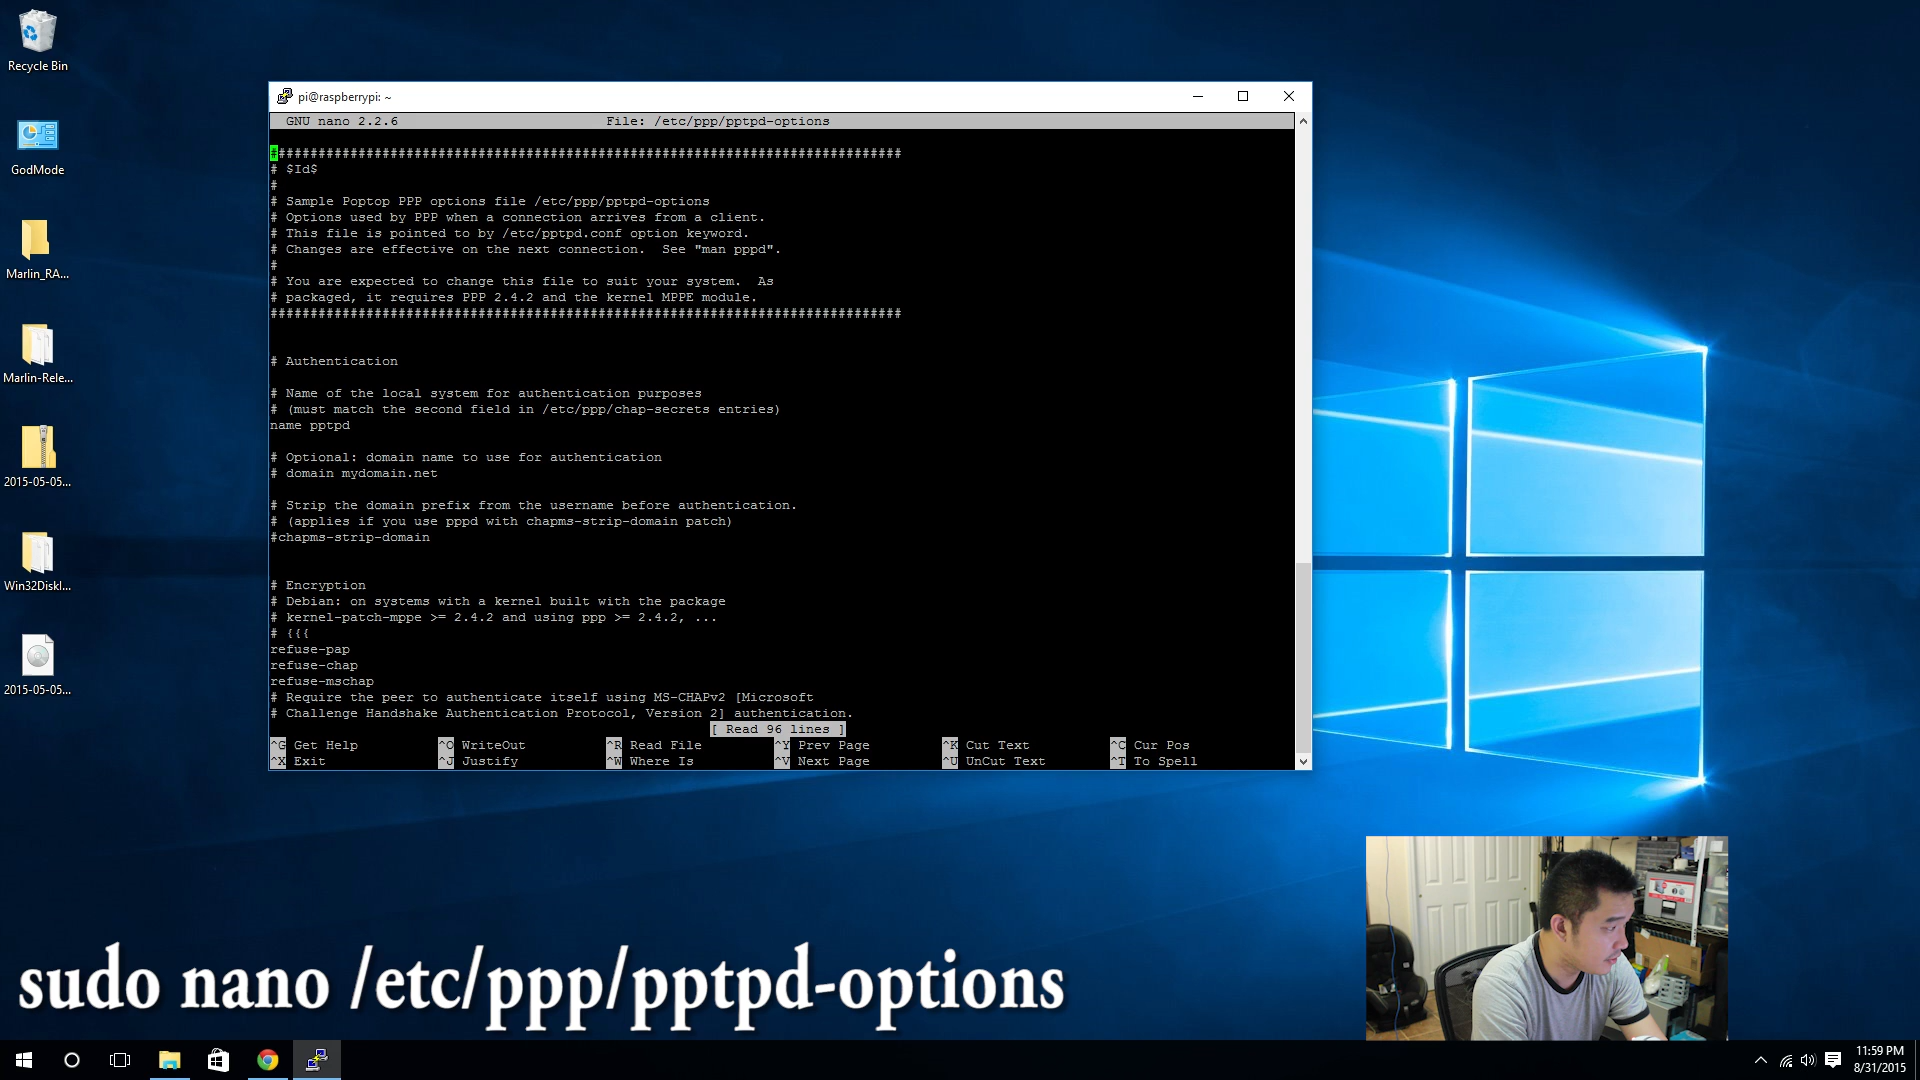 Recycle Bin
GodMode
Marlin_RA...
Marlin-Rele...
2015-05-05...
Win32DiskI...
2015-05-05...
pi@raspberrypi: ~
GNU nano 2.2.6 File: /etc/ppp/pptpd-options
###############################################################################
# $Id$
#
# Sample Poptop PPP options file /etc/ppp/pptpd-options
# Options used by PPP when a connection arrives from a client.
# This file is pointed to by /etc/pptpd.conf option keyword.
# Changes are effective on the next connection.  See "man pppd".
#
# You are expected to change this file to suit your system.  As
# packaged, it requires PPP 2.4.2 and the kernel MPPE module.
###############################################################################
# Authentication
# Name of the local system for authentication purposes
# (must match the second field in /etc/ppp/chap-secrets entries)
name pptpd
# Optional: domain name to use for authentication
# domain mydomain.net
# Strip the domain prefix from the username before authentication.
# (applies if you use pppd with chapms-strip-domain patch)
#chapms-strip-domain
# Encryption
# Debian: on systems with a kernel built with the package
# kernel-patch-mppe >= 2.4.2 and using ppp >= 2.4.2, ...
# {{{
refuse-pap
refuse-chap
refuse-mschap
# Require the peer to authenticate itself using MS-CHAPv2 [Microsoft
# Challenge Handshake Authentication Protocol, Version 2] authentication.
[ Read 96 lines ]
^G Get Help ^O WriteOut ^R Read File ^Y Prev Page ^K Cut Text ^C Cur Pos
^X Exit ^J Justify ^W Where Is ^V Next Page ^U UnCut Text ^T To Spell
sudo nano /etc/ppp/pptpd-options
11:59 PM
8/31/2015